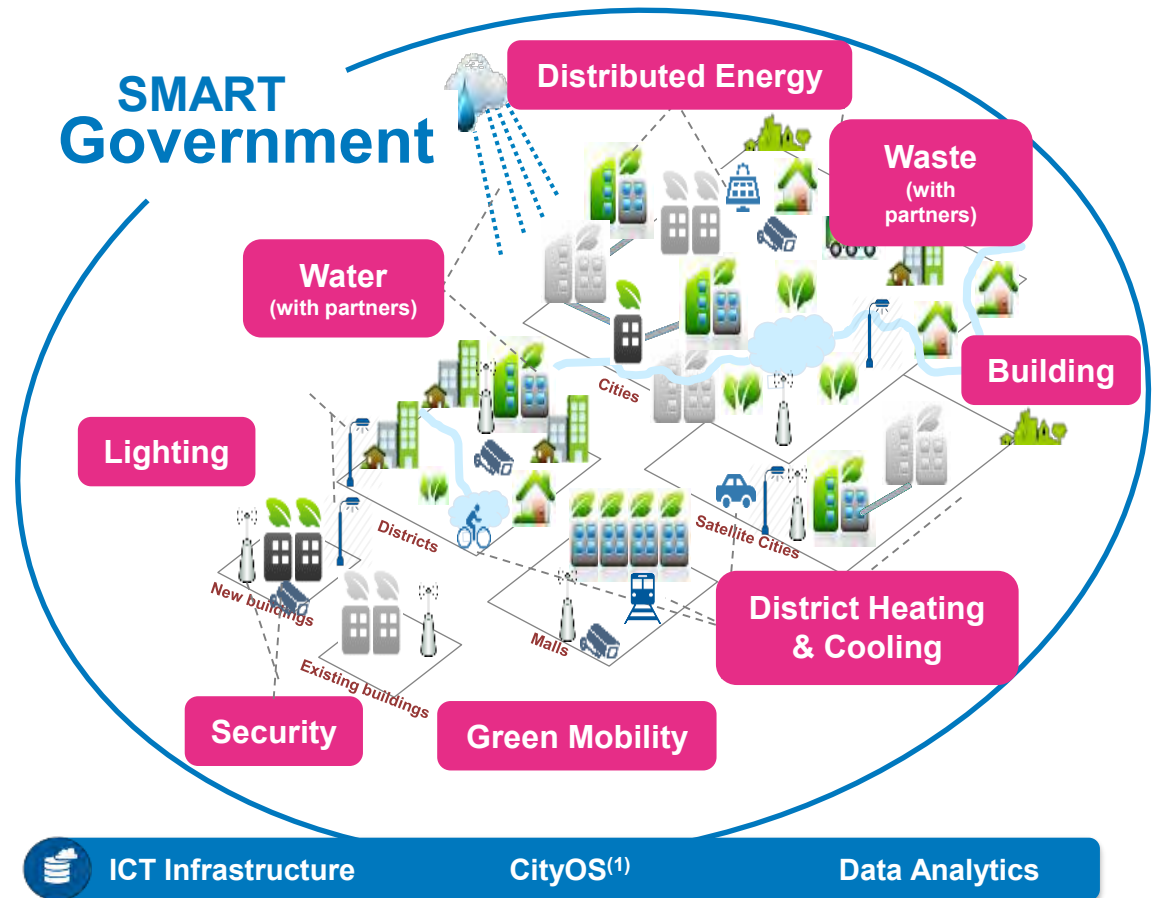 SMART
Government
Distributed Energy
Waste
(with
partners)
Water
(with partners)
Building
Cities
Lighting
Districts
Satellite Cities
New buildings
Malls
Existing buildings
District Heating
& Cooling
Security
Green Mobility
ICT Infrastructure
CityOS(1)
Data Analytics